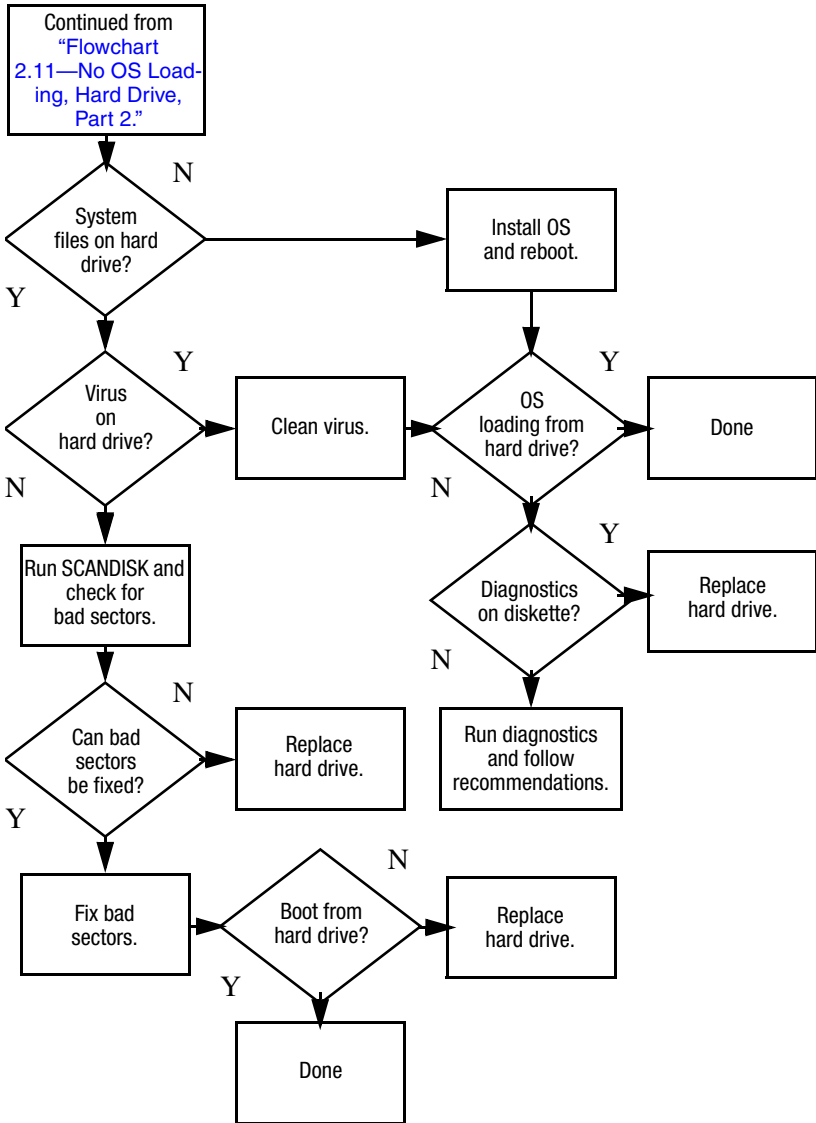 Continued from
“Flowchart
2.11—No OS Load-
ing, Hard Drive,
Part 2.”
N
System
files on hard
drive?
Install OS
and reboot.
Y
Y
Virus
on
hard drive?
Clean virus.
Y
OS
loading from
hard drive?
Done
N
N
Run SCANDISK and
check for
bad sectors.
Y
Diagnostics
on diskette?
Replace
hard drive.
N
N
Can bad
sectors
be fixed?
Replace
hard drive.
Run diagnostics
and follow
recommendations.
Y
Fix bad
sectors.
N
Boot from
hard drive?
Replace
hard drive.
Y
Done